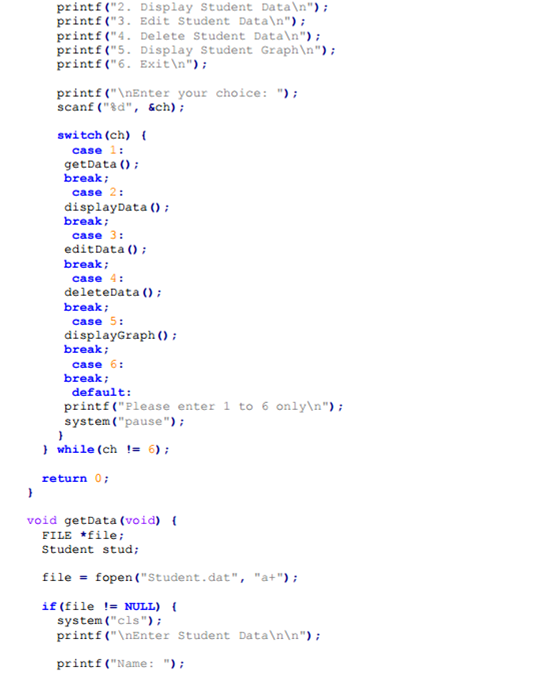 printf("2. Display Student Data\n");
printf("3. Edit Student Data\n");
printf("4. Delete Student Data\n");
printf("5. Display Student Graph\n");
printf("6. Exit\n");
printf("\nEnter your choice: ");
scanf("%d", &ch);
switch(ch) {
case 1:
getData();
break;
case 2:
displayData();
break;
case 3:
editData();
break;
case 4:
deleteData();
break;
case 5:
displayGraph();
break;
case 6:
break;
default:
printf("Please enter 1 to 6 only\n");
system("pause");
}
} while(ch != 6);
return 0;
}
void getData(void) {
FILE *file;
Student stud;
file = fopen("Student.dat", "a+");
if(file != NULL) {
system("cls");
printf("\nEnter Student Data\n\n");
printf("Name: ");